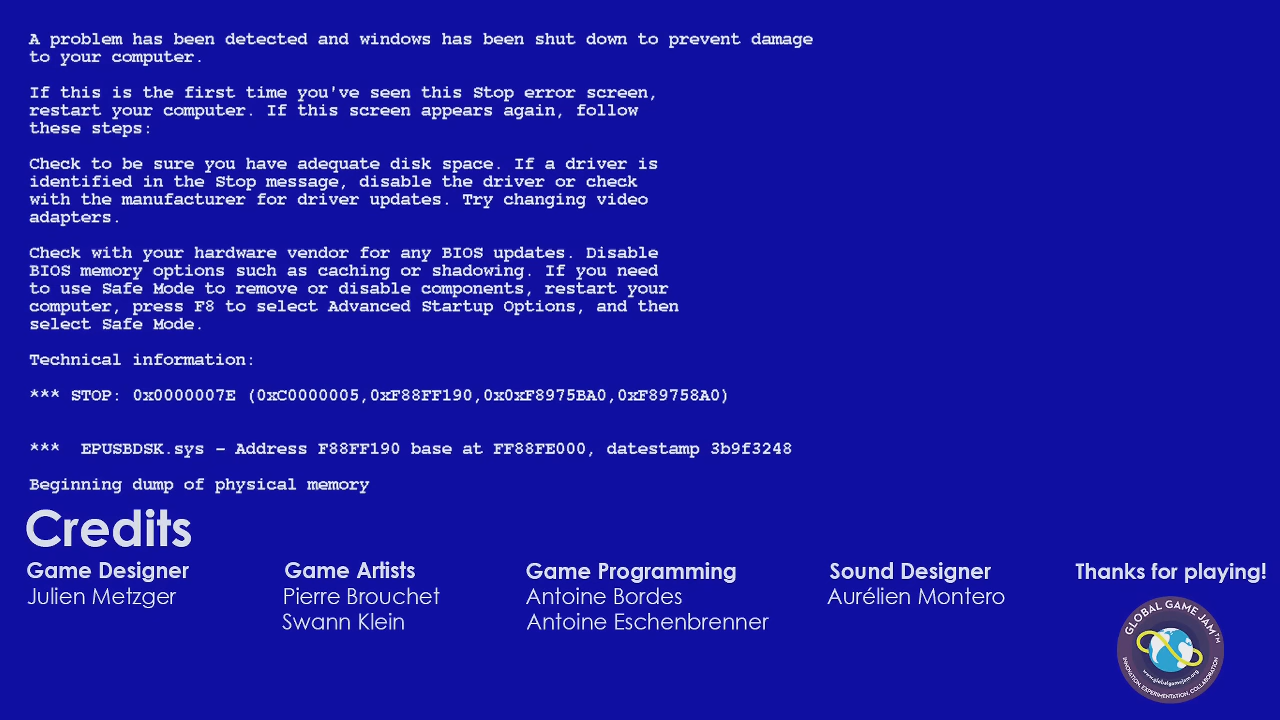 A problem has been detected and windows has been shut down to prevent damage
to your computer.
If this is the first time you've seen this Stop error screen,
restart your computer. If this screen appears again, follow
these steps:
Check to be sure you have adequate disk space. If a driver is
identified in the Stop message, disable the driver or check
with the manufacturer for driver updates. Try changing video
adapters.
Check with your hardware vendor for any BIOS updates. Disable
BIOS memory options such as caching or shadowing. If you need
to use Safe Mode to remove or disable components, restart your
computer, press F8 to select Advanced Startup Options, and then
select Safe Mode.
Technical information:
*** STOP: 0x0000007E (0xC0000005,0xF88FF190,0x0xF8975BA0,0xF89758A0)
***  EPUSBDSK.sys – Address F88FF190 base at FF88FE000, datestamp 3b9f3248
Beginning dump of physical memory
Credits
Game Designer
Julien Metzger
Game Artists
Pierre Brouchet
Swann Klein
Game Programming
Antoine Bordes
Antoine Eschenbrenner
Sound Designer
Aurélien Montero
Thanks for playing!
GLOBAL GAME JAM™
www.globalgamejam.org
INNOVATION, EXPERIMENTATION, COLLABORATION